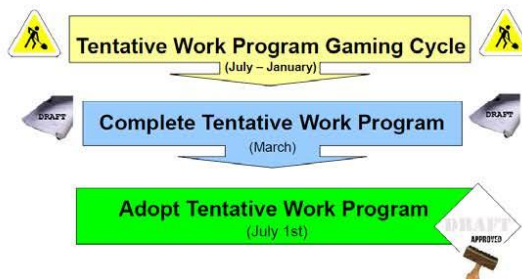 Tentative Work Program Gaming Cycle
(July – January)
DRAFT
Complete Tentative Work Program
DRAFT
(March)
Adopt Tentative Work Program
(July 1st)
DRAFT
APPROVED